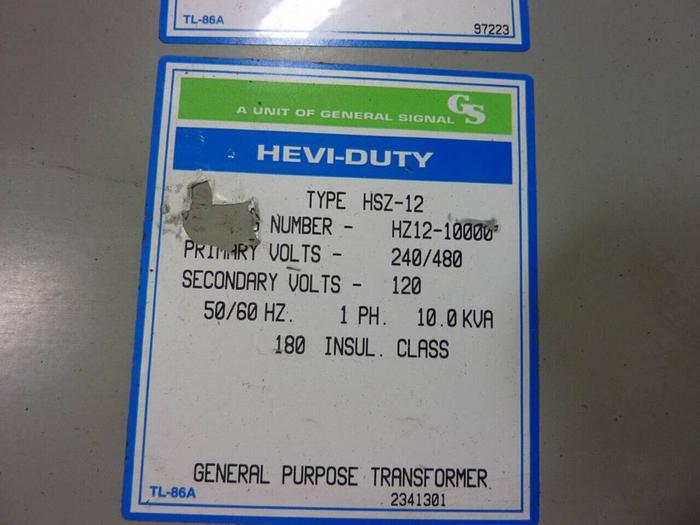 TL-86A
97223
A UNIT OF GENERAL SIGNAL GS
HEVI-DUTY
TYPE HSZ-12
NUMBER - HZ12-10000
PRIMARY VOLTS - 240/480
SECONDARY VOLTS - 120
50/60 HZ. 1 PH. 10.0 KVA
180 INSUL. CLASS
GENERAL PURPOSE TRANSFORMER
TL-86A
2341301